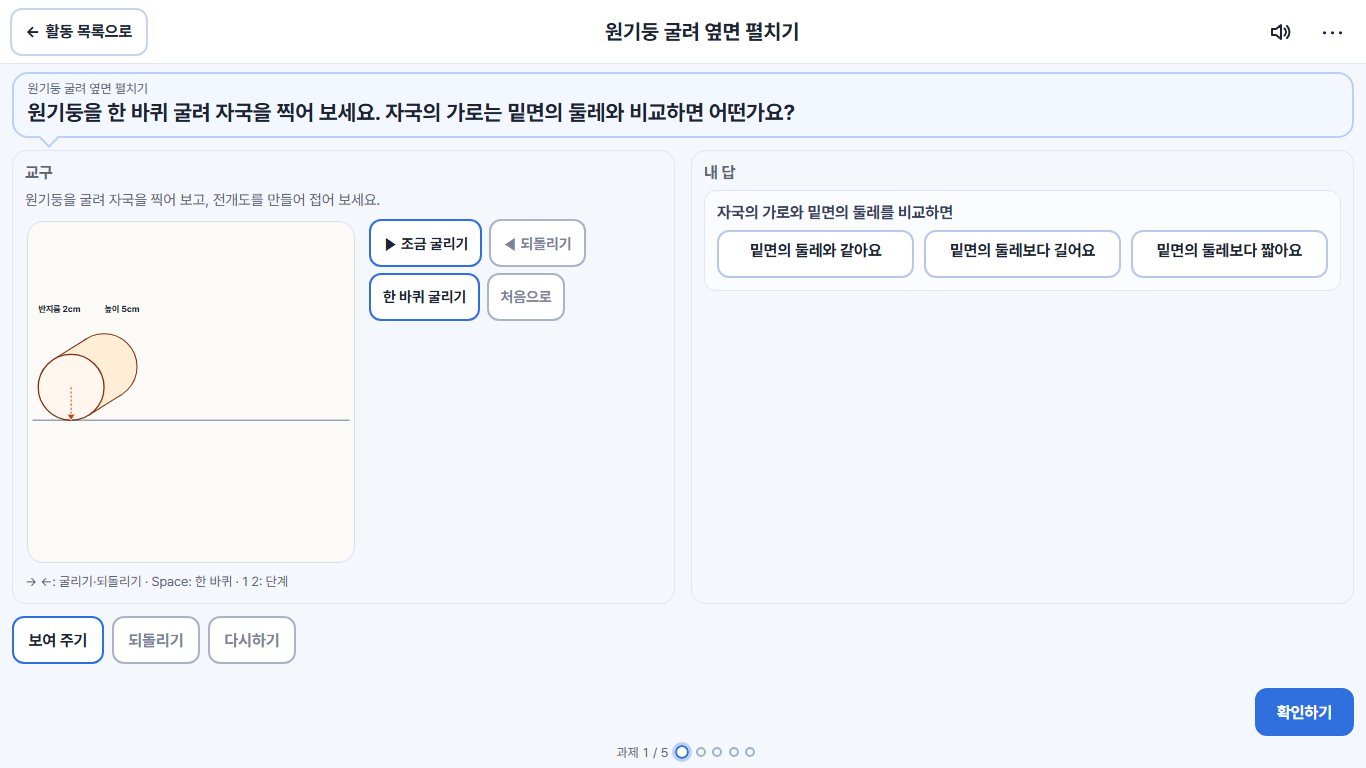 ← 활동 목록으로
원기둥 굴려 옆면 펼치기
원기둥 굴려 옆면 펼치기
원기둥을 한 바퀴 굴려 자국을 찍어 보세요. 자국의 가로는 밑면의 둘레와 비교하면 어떤가요?
교구
원기둥을 굴려 자국을 찍어 보고, 전개도를 만들어 접어 보세요.
▶ 조금 굴리기
◀ 되돌리기
한 바퀴 굴리기
처음으로
반지름 2cm
높이 5cm
→ ←: 굴리기·되돌리기 · Space: 한 바퀴 · 1 2: 단계
내 답
자국의 가로와 밑면의 둘레를 비교하면
밑면의 둘레와 같아요
밑면의 둘레보다 길어요
밑면의 둘레보다 짧아요
보여 주기
되돌리기
다시하기
확인하기
과제 1 / 5